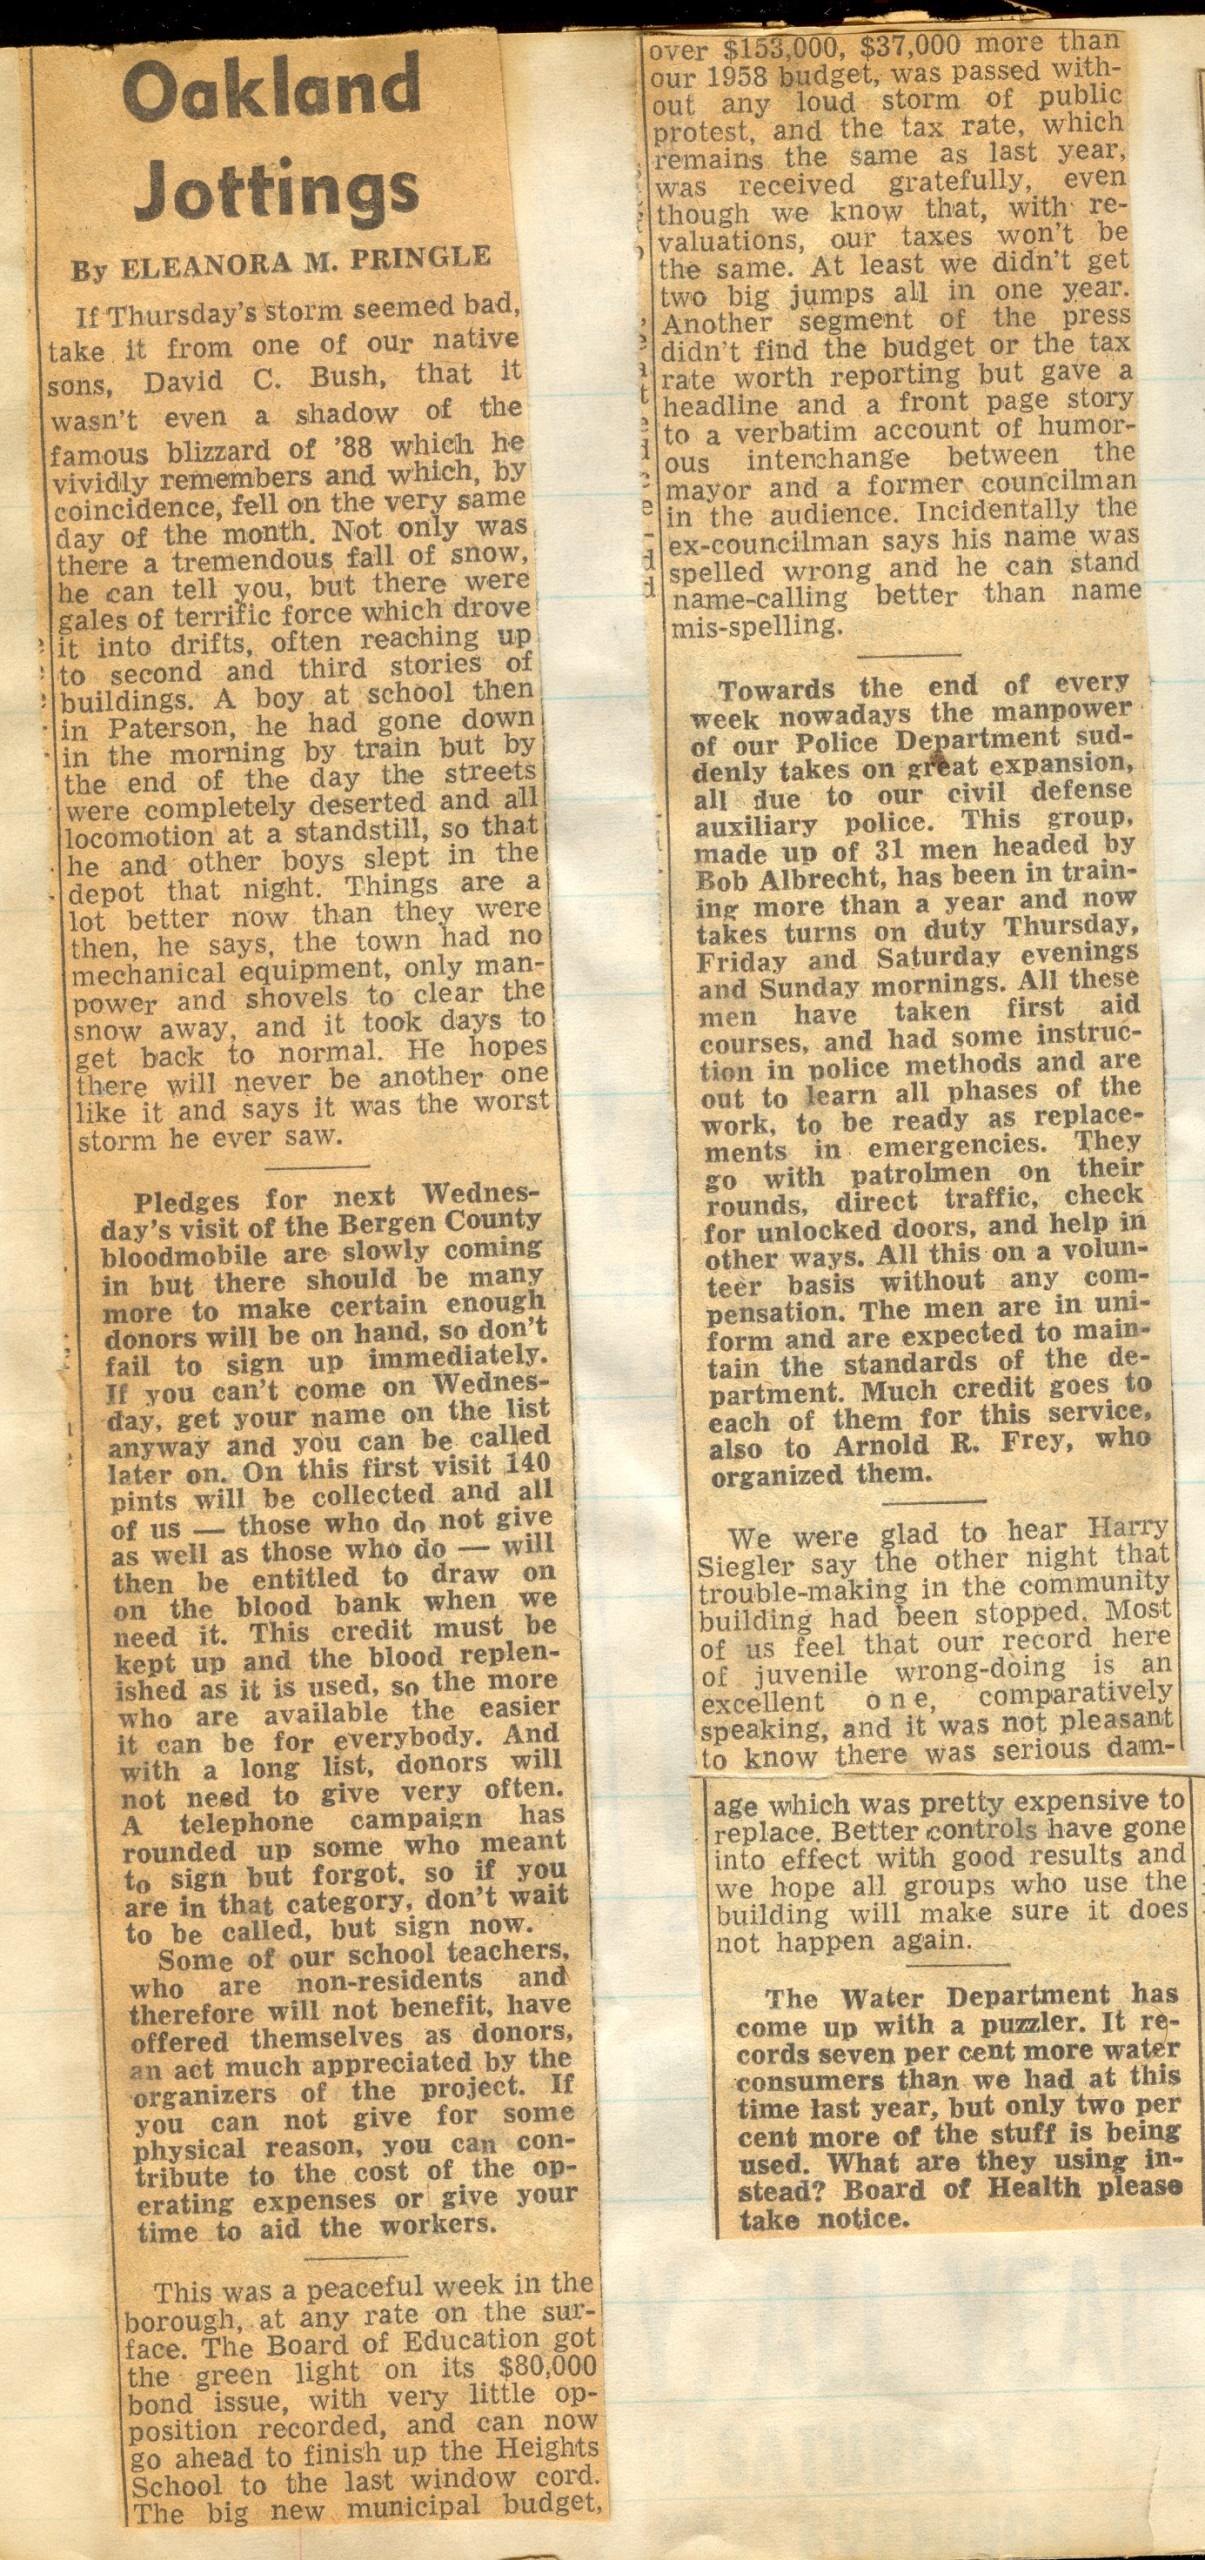 Oakland
Jottings
By ELEANORA M. PRINGLE
If Thursday's storm seemed bad,
take it from one of our native
sons, David C. Bush, that it
wasn't even a shadow of the
famous blizzard of '88 which he
vividly remembers and which, by
coincidence, fell on the very same
day of the month. Not only was
there a tremendous fall of snow,
he can tell you, but there were
gales of terrific force which drove
it into drifts, often reaching up
to second and third stories of
buildings. A boy at school then
in Paterson, he had gone down
in the morning by train but by
the end of the day the streets
were completely deserted and all
locomotion at a standstill, so that
he and other boys slept in the
depot that night. Things are a
lot better now than they were
then, he says, the town had no
mechanical equipment, only man-
power and shovels to clear the
snow away, and it took days to
get back to normal. He hopes
there will never be another one
like it and says it was the worst
storm he ever saw.
Pledges for next Wednes-
day's visit of the Bergen County
bloodmobile are slowly coming
in but there should be many
more to make certain enough
donors will be on hand, so don't
fail to sign up immediately.
If you can't come on Wednes-
day, get your name on the list
anyway and you can be called
later on. On this first visit 140
pints will be collected and all
of us — those who do not give
as well as those who do — will
then be entitled to draw on
on the blood bank when we
need it. This credit must be
kept up and the blood replen-
ished as it is used, so the more
who are available the easier
it can be for everybody. And
with a long list, donors will
not need to give very often.
A telephone campaign has
rounded up some who meant
to sign but forgot, so if you
are in that category, don't wait
to be called, but sign now.
Some of our school teachers,
who are non-residents and
therefore will not benefit, have
offered themselves as donors,
an act much appreciated by the
organizers of the project. If
you can not give for some
physical reason, you can con-
tribute to the cost of the op-
erating expenses or give your
time to aid the workers.
This was a peaceful week in the
borough, at any rate on the sur-
face. The Board of Education got
the green light on its $80,000
bond issue, with very little op-
position recorded, and can now
go ahead to finish up the Heights
School to the last window cord.
The big new municipal budget,
over $153,000, $37,000 more than
our 1958 budget, was passed with-
out any loud storm of public
protest, and the tax rate, which
remains the same as last year,
was received gratefully, even
though we know that, with re-
valuations, our taxes won't be
the same. At least we didn't get
two big jumps all in one year.
Another segment of the press
didn't find the budget or the tax
rate worth reporting but gave a
headline and a front page story
to a verbatim account of humor-
ous interchange between the
mayor and a former councilman
in the audience. Incidentally the
ex-councilman says his name was
spelled wrong and he can stand
name-calling better than name
mis-spelling.
Towards the end of every
week nowadays the manpower
of our Police Department sud-
denly takes on great expansion,
all due to our civil defense
auxiliary police. This group,
made up of 31 men headed by
Bob Albrecht, has been in train-
ing more than a year and now
takes turns on duty Thursday,
Friday and Saturday evenings
and Sunday mornings. All these
men have taken first aid
courses, and had some instruc-
tion in police methods and are
out to learn all phases of the
work, to be ready as replace-
ments in emergencies. They
go with patrolmen on their
rounds, direct traffic, check
for unlocked doors, and help in
other ways. All this on a volun-
teer basis without any com-
pensation. The men are in uni-
form and are expected to main-
tain the standards of the de-
partment. Much credit goes to
each of them for this service,
also to Arnold R. Frey, who
organized them.
We were glad to hear Harry
Siegler say the other night that
trouble-making in the community
building had been stopped. Most
of us feel that our record here
of juvenile wrong-doing is an
excellent one, comparatively
speaking, and it was not pleasant
to know there was serious dam-
age which was pretty expensive to
replace. Better controls have gone
into effect with good results and
we hope all groups who use the
building will make sure it does
not happen again.
The Water Department has
come up with a puzzler. It re-
cords seven per cent more water
consumers than we had at this
time last year, but only two per
cent more of the stuff is being
used. What are they using in-
stead? Board of Health please
take notice.